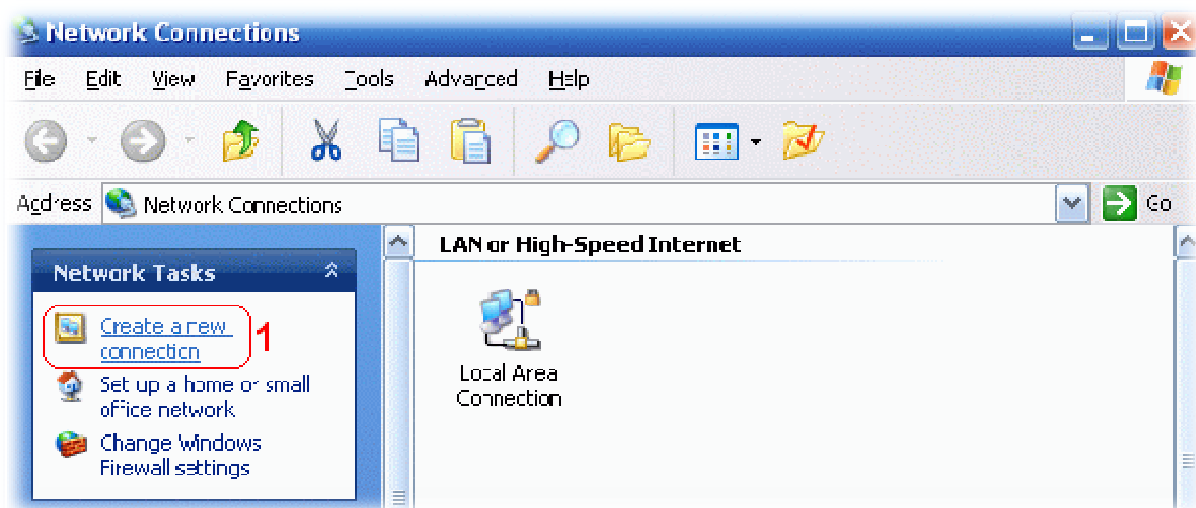 Network Connections
File Edit View Favorites Tools Advanced Help
Address Network Connections Go
Network Tasks
Create a new
connection
1
Set up a home or small
office network
Change Windows
Firewall settings
LAN or High-Speed Internet
Local Area
Connection